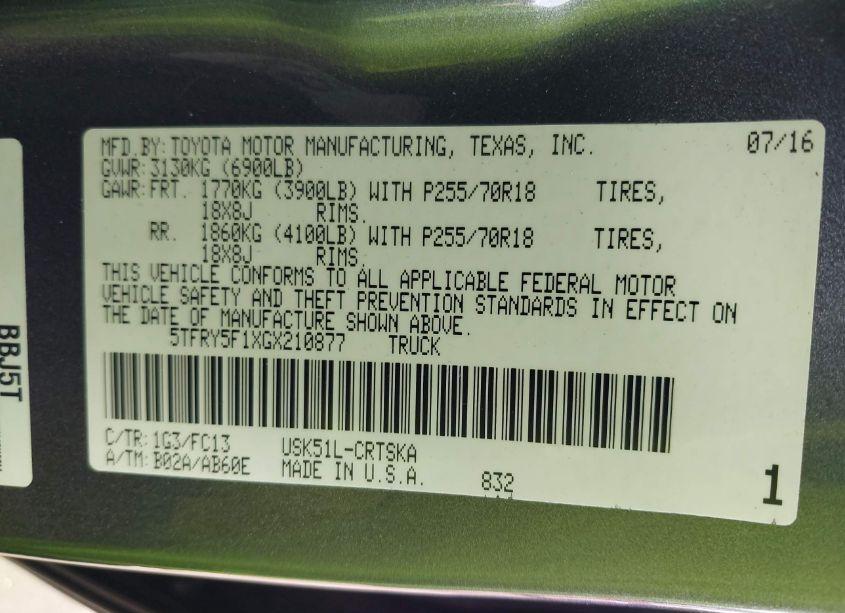 MFD.BY:TOYOTA MOTOR MANUFACTURING, TEXAS, INC. 07/16
GVWR:3130KG (6900LB)
GAWR:FRT. 1770KG (3900LB) WITH P255/70R18 TIRES,
18X8J RIMS.
RR. 1860KG (4100LB) WITH P255/70R18 TIRES,
18X8J RIMS.
THIS VEHICLE CONFORMS TO ALL APPLICABLE FEDERAL MOTOR
VEHICLE SAFETY AND THEFT PREVENTION STANDARDS IN EFFECT ON
THE DATE OF MANUFACTURE SHOWN ABOVE.
5TFRY5F1XGX210877 TRUCK
C/TR:1G3/FC13 USK51L-CRTSKA
A/TM:B02A/AB60E MADE IN U.S.A. 832 1
BBJ5T